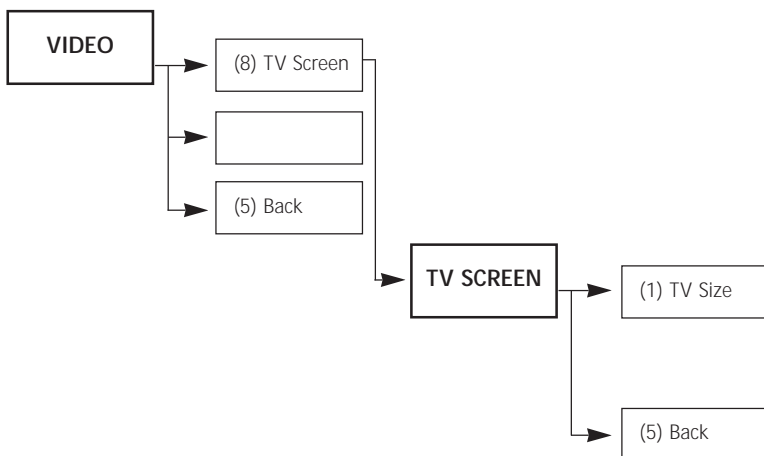 VIDEO
(8) TV Screen
(5) Back
TV SCREEN
(1) TV Size
(5) Back